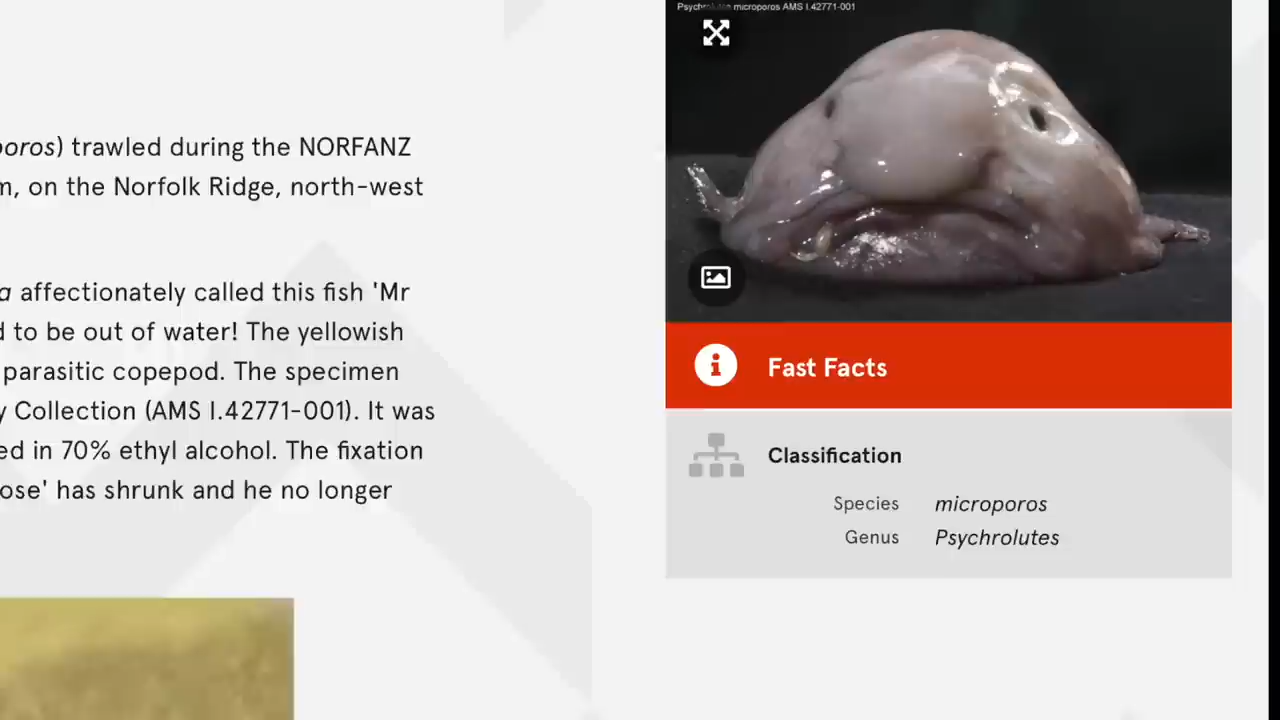 Psychrolutes microporos AMS I.42771-001
oros) trawled during the NORFANZ
m, on the Norfolk Ridge, north-west
a affectionately called this fish 'Mr
d to be out of water! The yellowish
parasitic copepod. The specimen
y Collection (AMS I.42771-001). It was
ed in 70% ethyl alcohol. The fixation
ose' has shrunk and he no longer
Fast Facts
Classification
Species microporos
Genus Psychrolutes